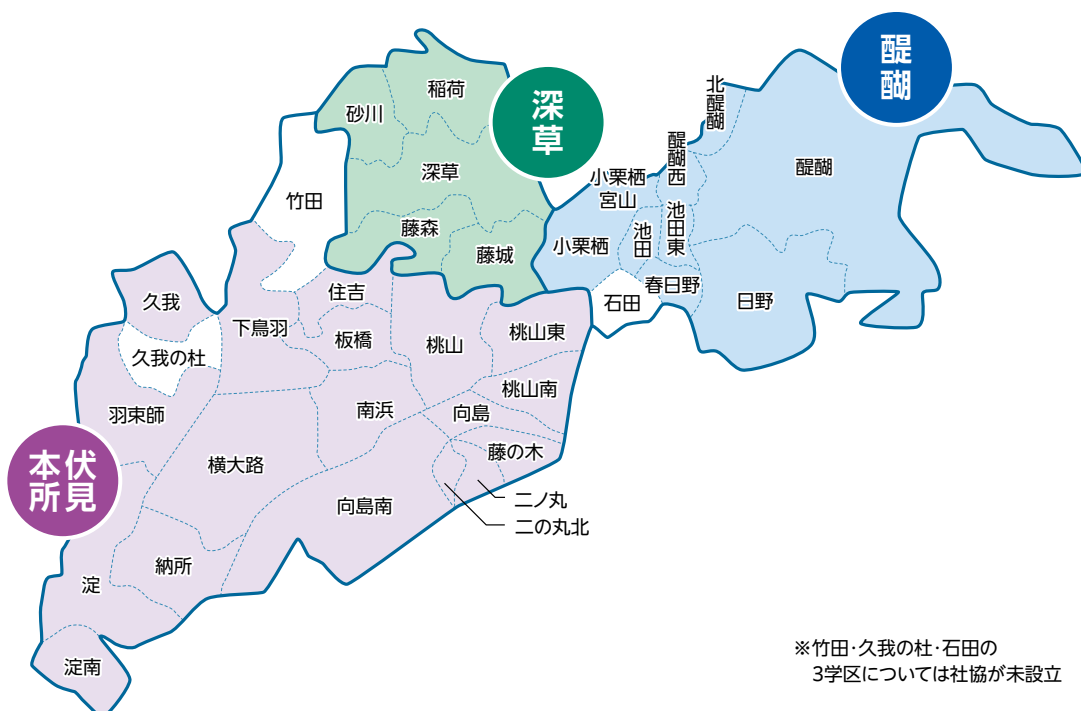 醍醐
深草
伏見
本所
稲荷
砂川
深草
藤森
藤城
竹田
北醍醐
醍醐西
醍醐
小栗栖
宮山
池田東
池田
小栗栖
春日野
石田
日野
久我
久我の杜
下鳥羽
住吉
板橋
桃山
桃山東
桃山南
羽束師
南浜
向島
藤の木
横大路
向島南
二ノ丸
二の丸北
納所
淀
淀南
※竹田・久我の杜・石田の
3学区については社協が未設立